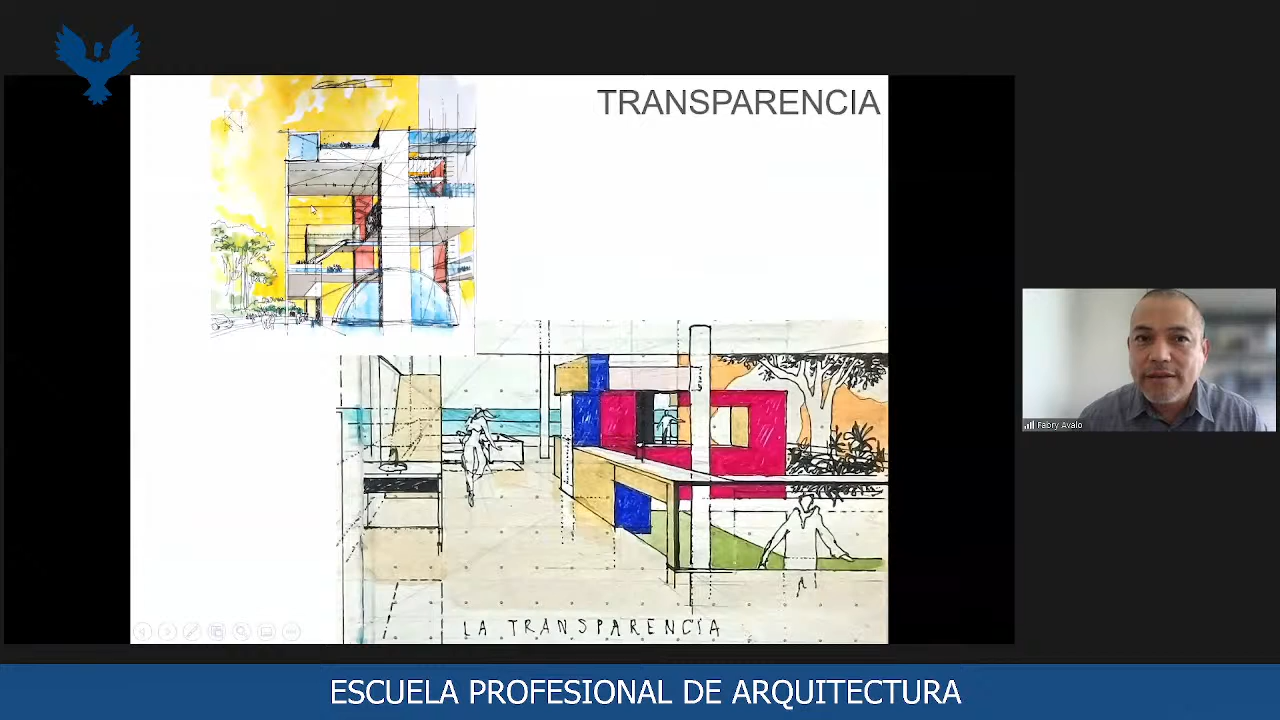 TRANSPARENCIA
LA TRANSPARENCIA
Fabry Avalo
ESCUELA PROFESIONAL DE ARQUITECTURA